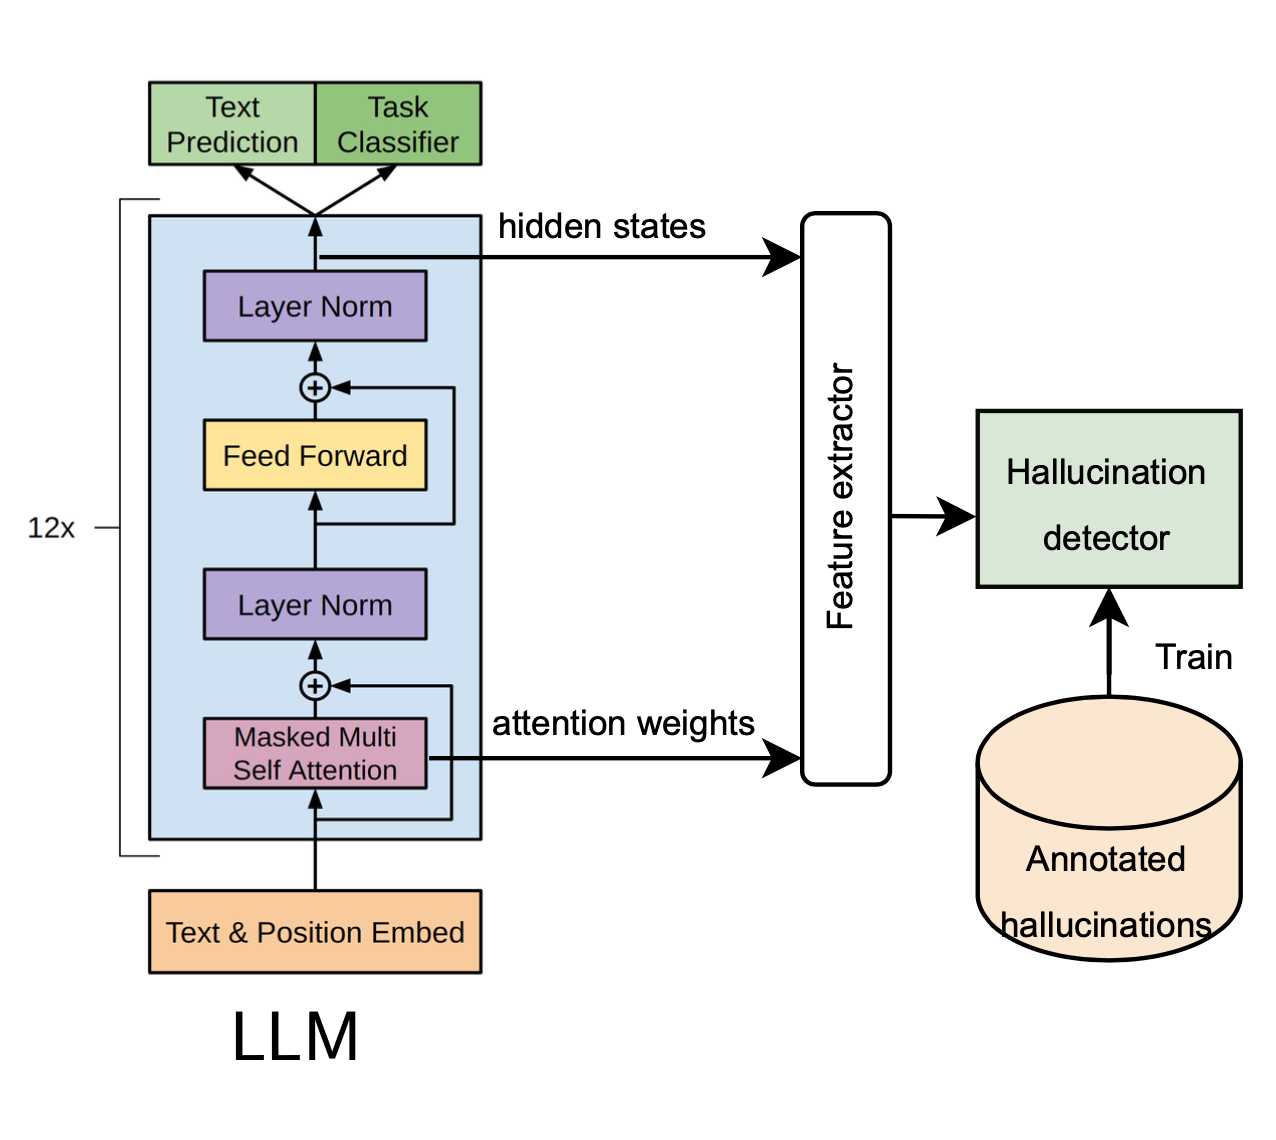 Text
Prediction
Task
Classifier
hidden states
Layer Norm
Feed Forward
12x
Layer Norm
Masked Multi
Self Attention
attention weights
Text & Position Embed
LLM
Feature extractor
Hallucination
detector
Train
Annotated
hallucinations